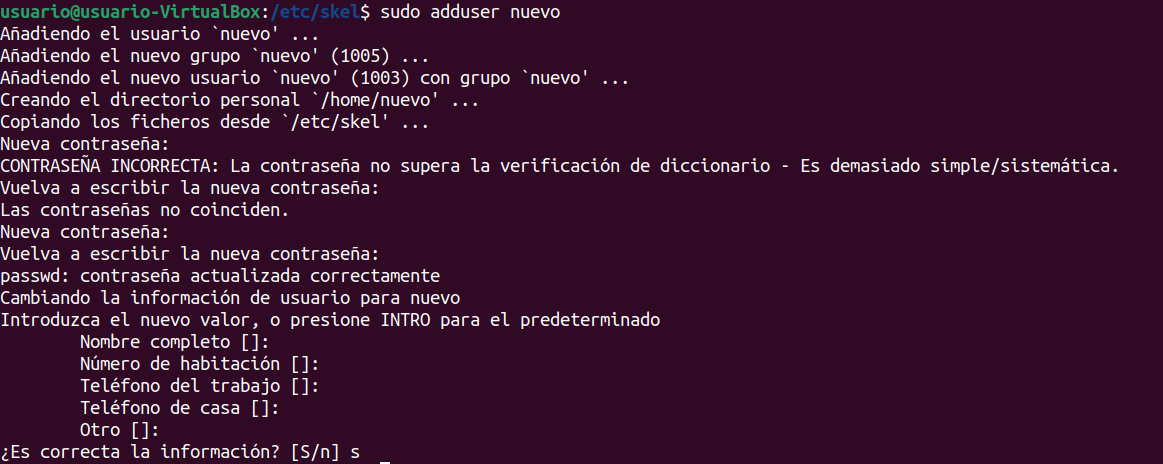 usuario@usuario-VirtualBox:/etc/skel$ sudo adduser nuevo
Añadiendo el usuario `nuevo' ...
Añadiendo el nuevo grupo `nuevo' (1005) ...
Añadiendo el nuevo usuario `nuevo' (1003) con grupo `nuevo' ...
Creando el directorio personal `/home/nuevo' ...
Copiando los ficheros desde `/etc/skel' ...
Nueva contraseña:
CONTRASEÑA INCORRECTA: La contraseña no supera la verificación de diccionario - Es demasiado simple/sistemática.
Vuelva a escribir la nueva contraseña:
Las contraseñas no coinciden.
Nueva contraseña:
Vuelva a escribir la nueva contraseña:
passwd: contraseña actualizada correctamente
Cambiando la información de usuario para nuevo
Introduzca el nuevo valor, o presione INTRO para el predeterminado
Nombre completo []:
Número de habitación []:
Teléfono del trabajo []:
Teléfono de casa []:
Otro []:
¿Es correcta la información? [S/n] s